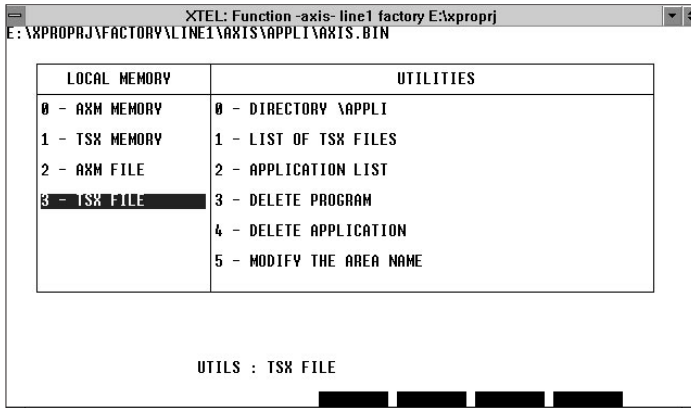 XTEL: Function -axis- line1 factory E:\xproprj
E:\XPROPRJ\FACTORY\LINE1\AXIS\APPLI\AXIS.BIN
LOCAL MEMORY UTILITIES
0 - AXM MEMORY 0 - DIRECTORY \APPLI
1 - TSX MEMORY 1 - LIST OF TSX FILES
2 - AXM FILE 2 - APPLICATION LIST
3 - TSX FILE 3 - DELETE PROGRAM
4 - DELETE APPLICATION
5 - MODIFY THE AREA NAME
UTILS : TSX FILE